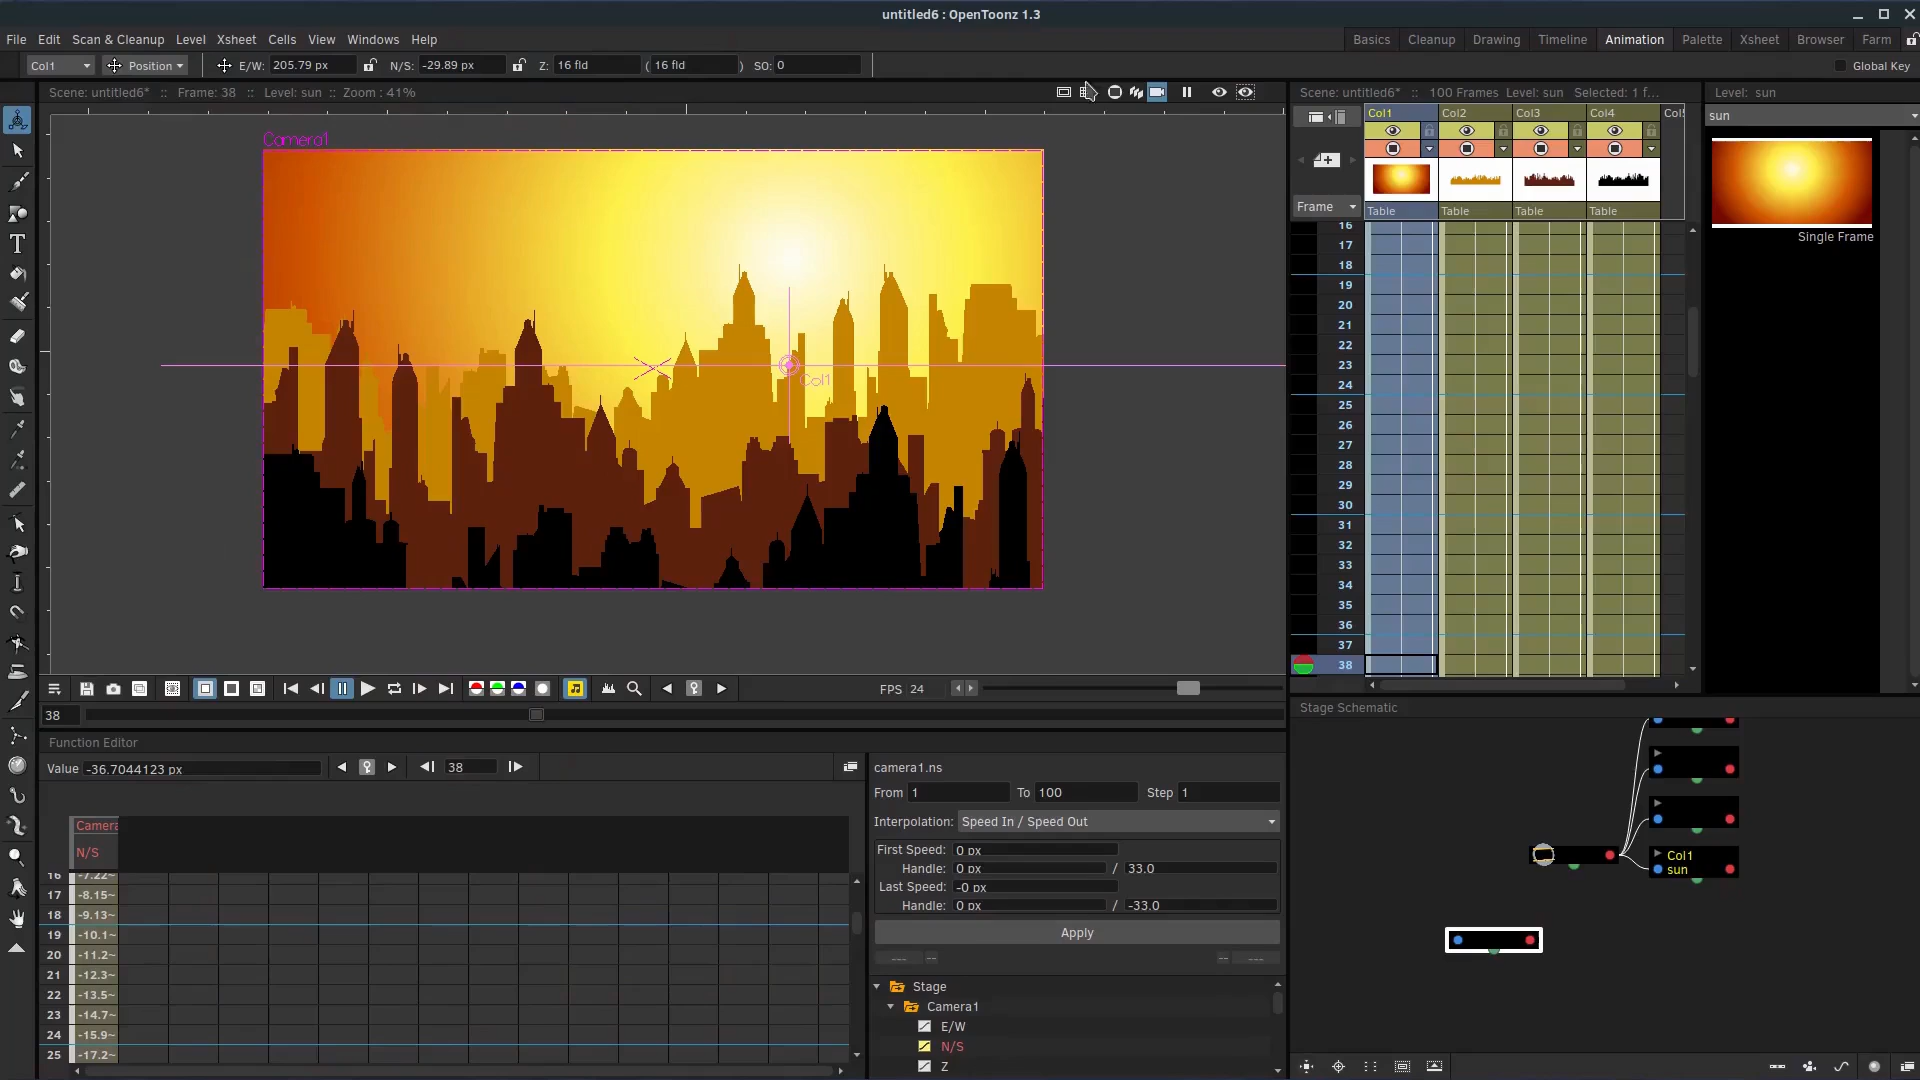 untitled6 : OpenToonz 1.3
File Edit Scan & Cleanup Level Xsheet Cells View Windows Help
Basics Cleanup Drawing Timeline Animation Palette Xsheet Browser Farm
Col1 Position E/W: 205.79 px N/S: -29.89 px Z: 16 fld ( 16 fld ) SO: 0
Global Key
Scene: untitled6* :: Frame: 38 :: Level: sun :: Zoom : 41%
Camera1
Col1
FPS 24
38
Scene: untitled6* :: 100 Frames Level: sun Selected: 1 f...
Col1 Col2 Col3 Col4
Frame
Table Table Table Table
16
17
18
19
20
21
22
23
24
25
26
27
28
29
30
31
32
33
34
35
36
37
38
Level: sun
sun
Single Frame
Function Editor
Value -36.7044123 px
38
Camera
N/S
16 -7.22~
17 -8.15~
18 -9.13~
19 -10.1~
20 -11.2~
21 -12.3~
22 -13.5~
23 -14.7~
24 -15.9~
25 -17.2~
camera1.ns
From 1 To 100 Step 1
Interpolation: Speed In / Speed Out
First Speed: 0 px
Handle: 0 px / 33.0
Last Speed: -0 px
Handle: 0 px / -33.0
Apply
--- -- -- ---
Stage
Camera1
E/W
N/S
Z
Stage Schematic
Col1
sun